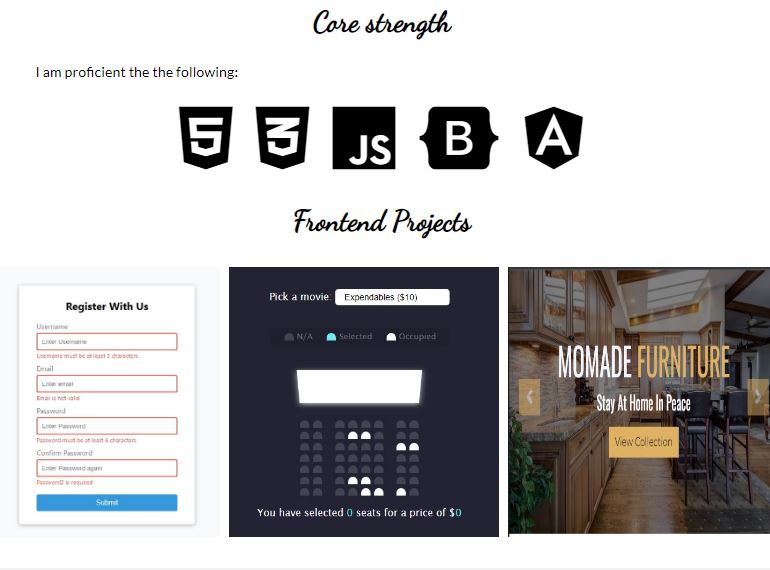 Core strength
I am proficient the the following:
5 3 JS B A
Frontend Projects
Register With Us
Username
Enter Username
Username must be at least 3 characters
Email
Enter email
Email is not valid
Password
Enter Password
Password must be at least 6 characters
Confirm Password
Enter Password again
Password2 is required
Submit
Pick a movie: Expendables ($10)
N/A Selected Occupied
You have selected 0 seats for a price of $0
MOMADE FURNITURE
Stay At Home In Peace
View Collection